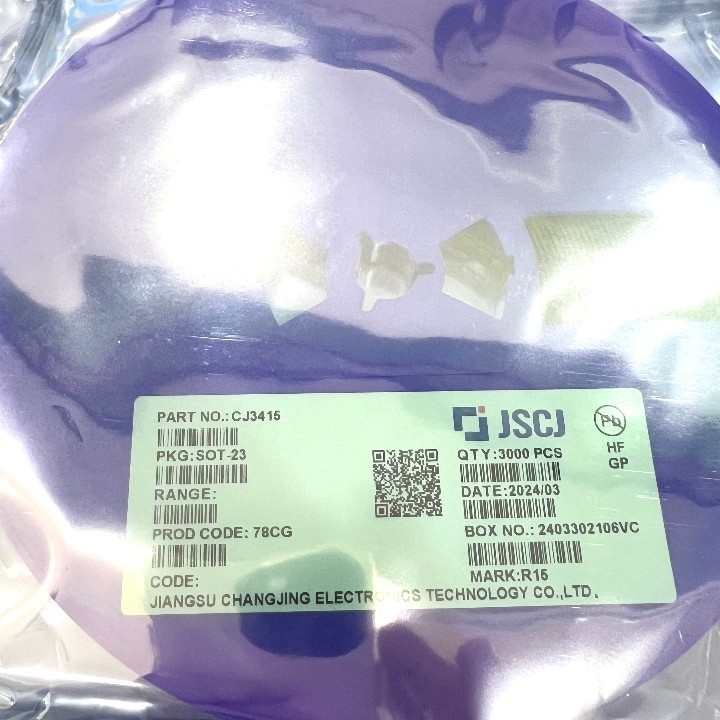 PART NO.:CJ3415
JSCJ
Pb
HF
GP
PKG:SOT-23
QTY:3000 PCS
RANGE:
DATE:2024/03
PROD CODE: 78CG
BOX NO.: 2403302106VC
CODE:
MARK:R15
JIANGSU CHANGJING ELECTRONICS TECHNOLOGY CO.,LTD.